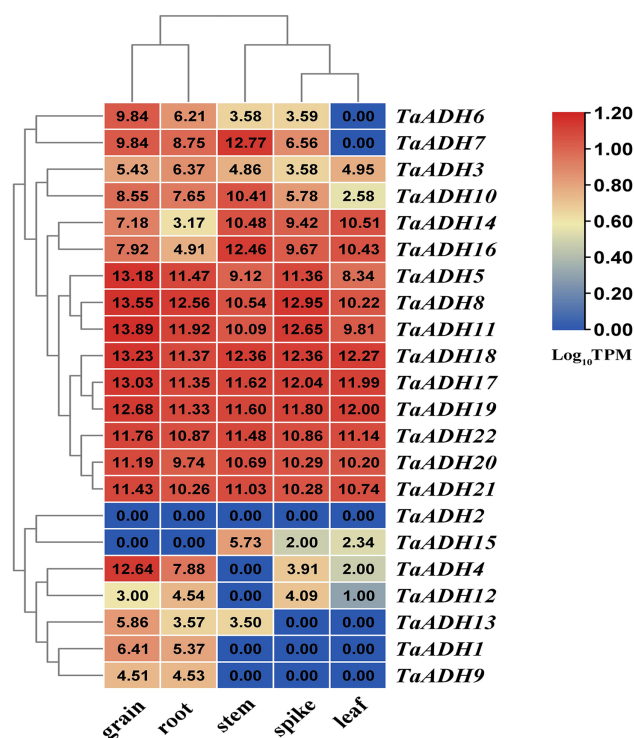 9.84 6.21 3.58 3.59 0.00 TaADH6
9.84 8.75 12.77 6.56 0.00 TaADH7
5.43 6.37 4.86 3.58 4.95 TaADH3
8.55 7.65 10.41 5.78 2.58 TaADH10
7.18 3.17 10.48 9.42 10.51 TaADH14
7.92 4.91 12.46 9.67 10.43 TaADH16
13.18 11.47 9.12 11.36 8.34 TaADH5
13.55 12.56 10.54 12.95 10.22 TaADH8
13.89 11.92 10.09 12.65 9.81 TaADH11
13.23 11.37 12.36 12.36 12.27 TaADH18
13.03 11.35 11.62 12.04 11.99 TaADH17
12.68 11.33 11.60 11.80 12.00 TaADH19
11.76 10.87 11.48 10.86 11.14 TaADH22
11.19 9.74 10.69 10.29 10.20 TaADH20
11.43 10.26 11.03 10.28 10.74 TaADH21
0.00 0.00 0.00 0.00 0.00 TaADH2
0.00 0.00 5.73 2.00 2.34 TaADH15
12.64 7.88 0.00 3.91 2.00 TaADH4
3.00 4.54 0.00 4.09 1.00 TaADH12
5.86 3.57 3.50 0.00 0.00 TaADH13
6.41 5.37 0.00 0.00 0.00 TaADH1
4.51 4.53 0.00 0.00 0.00 TaADH9
grain root stem spike leaf
1.20
1.00
0.80
0.60
0.40
0.20
0.00
Log₁₀TPM